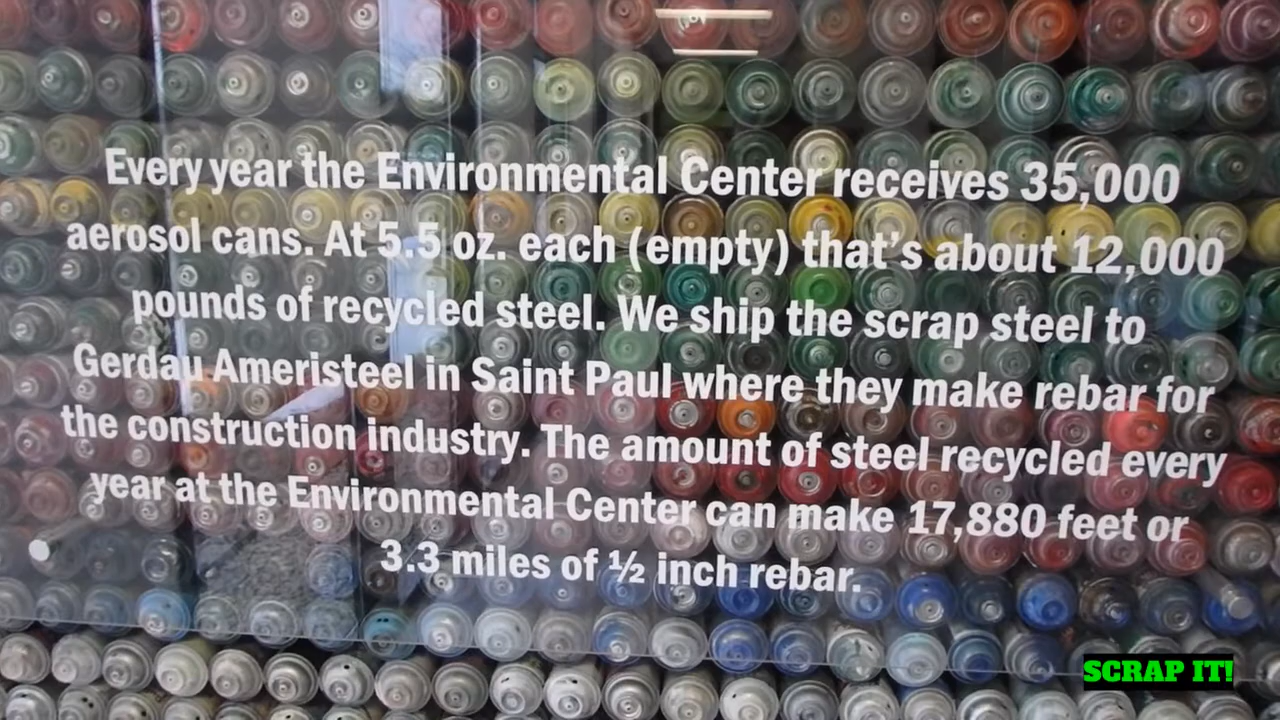 Every year the Environmental Center receives 35,000
aerosol cans. At 5.5 oz. each (empty) that's about 12,000
pounds of recycled steel. We ship the scrap steel to
Gerdau Ameristeel in Saint Paul where they make rebar for
the construction industry. The amount of steel recycled every
year at the Environmental Center can make 17,880 feet or
3.3 miles of ½ inch rebar.
SCRAP IT!